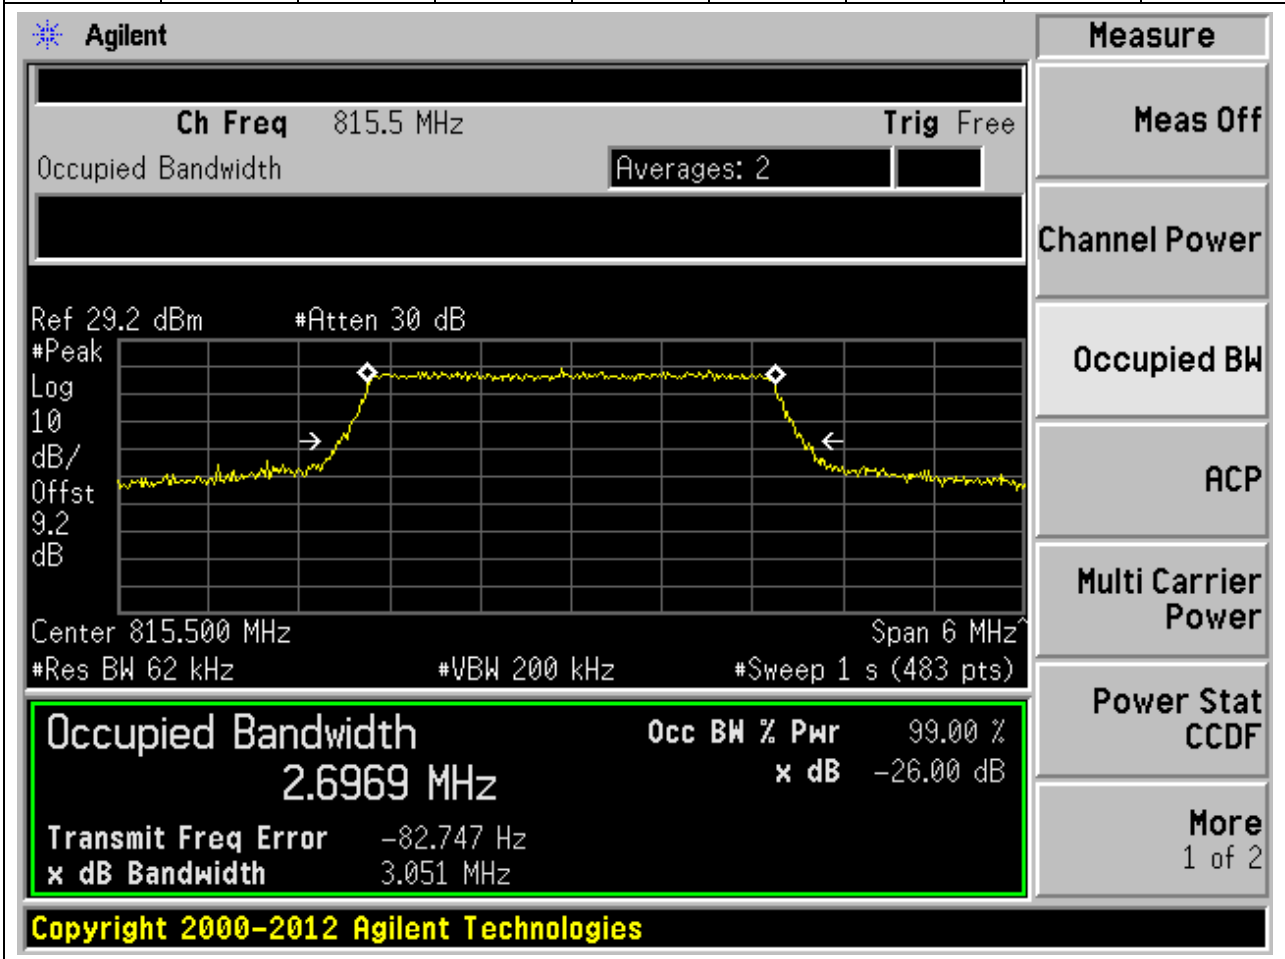 Agilent
Measure
Ch Freq 815.5 MHz Trig Free
Meas Off
Occupied Bandwidth Averages: 2
Channel Power
Ref 29.2 dBm #Atten 30 dB
#Peak
Log
10
dB/
Offst
9.2
dB
Occupied BW
ACP
Multi Carrier
Power
Center 815.500 MHz Span 6 MHz^
#Res BW 62 kHz #VBW 200 kHz #Sweep 1 s (483 pts)
Power Stat
CCDF
Occupied Bandwidth Occ BW % Pwr 99.00 %
2.6969 MHz x dB -26.00 dB
Transmit Freq Error -82.747 Hz
x dB Bandwidth 3.051 MHz
More
1 of 2
Copyright 2000-2012 Agilent Technologies